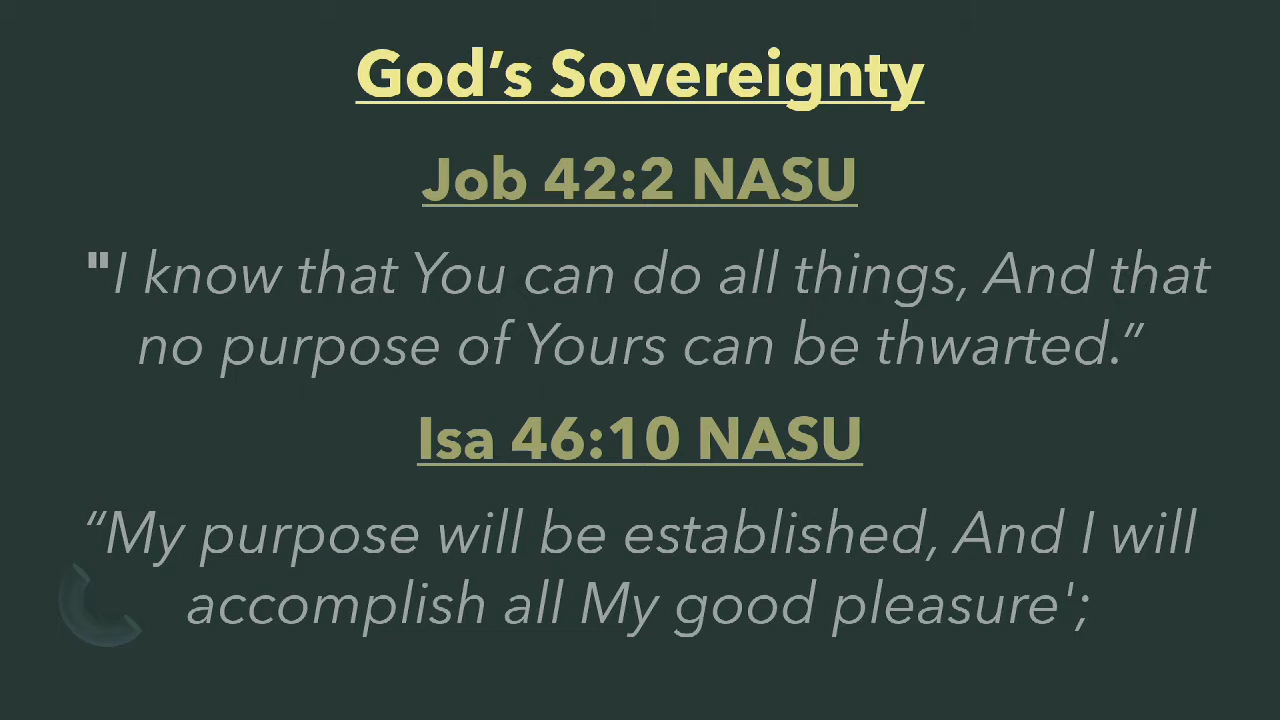 God’s Sovereignty
Job 42:2 NASU
"I know that You can do all things, And that
no purpose of Yours can be thwarted.”
Isa 46:10 NASU
“My purpose will be established, And I will
accomplish all My good pleasure';